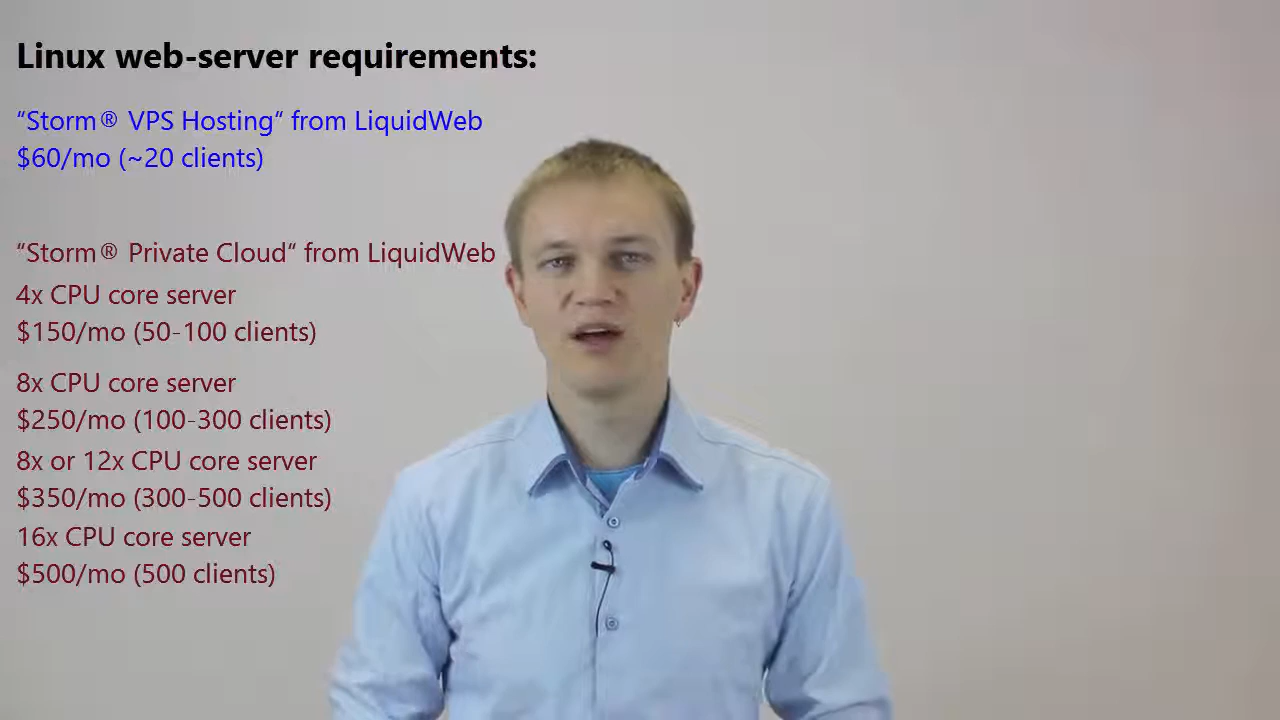 Linux web-server requirements:
“Storm® VPS Hosting“ from LiquidWeb
$60/mo (~20 clients)
“Storm® Private Cloud“ from LiquidWeb
4x CPU core server
$150/mo (50-100 clients)
8x CPU core server
$250/mo (100-300 clients)
8x or 12x CPU core server
$350/mo (300-500 clients)
16x CPU core server
$500/mo (500 clients)